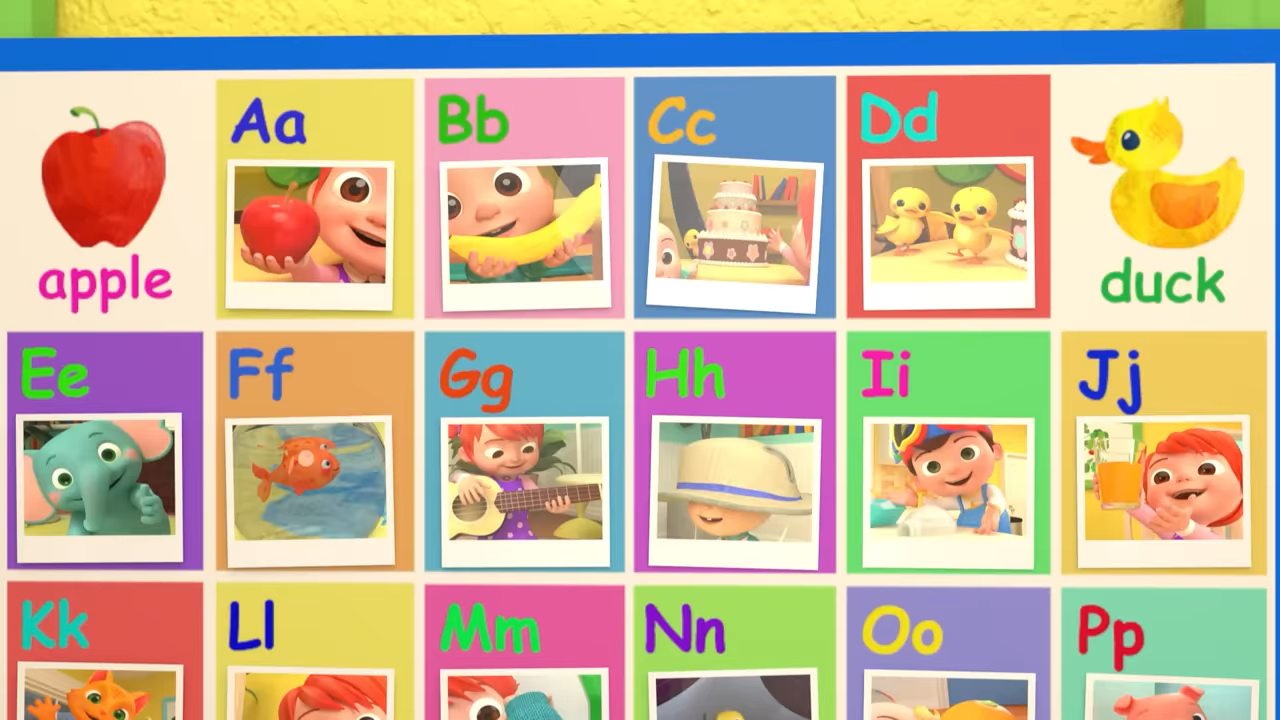 Aa Bb Cc Dd
apple duck
Ee Ff Gg Hh Ii Jj
Kk Ll Mm Nn Oo Pp